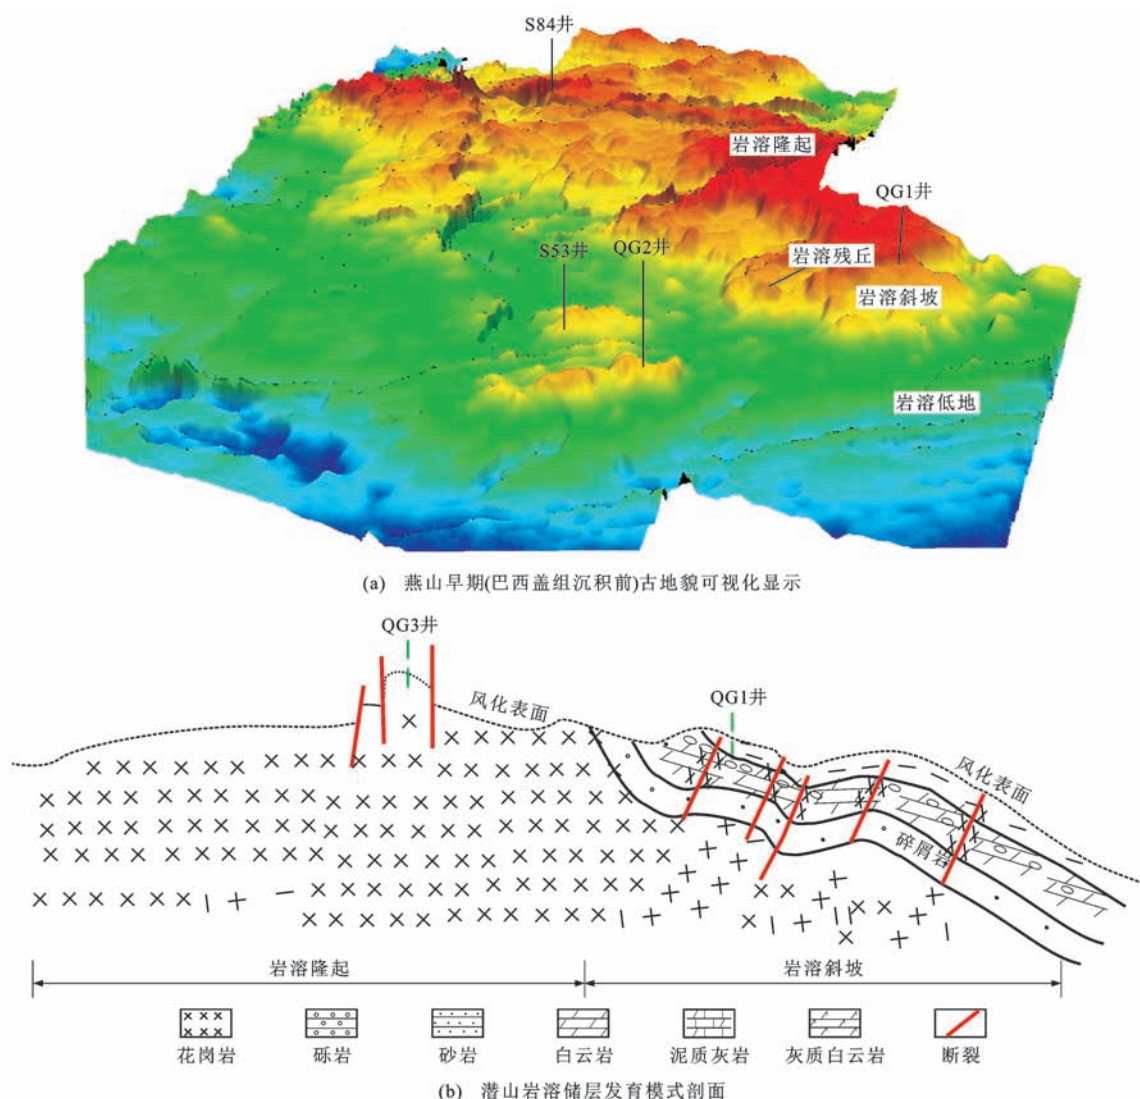 S84井
岩溶隆起
QG1井
S53井
QG2井
岩溶残丘
岩溶斜坡
岩溶低地
(a) 燕山早期(巴西盖组沉积前)古地貌可视化显示
QG3井
风化表面
QG1井
风化表面
碎屑岩
岩溶隆起
岩溶斜坡
花岗岩
砾岩
砂岩
白云岩
泥质灰岩
灰质白云岩
断裂
(b) 潜山岩溶储层发育模式剖面